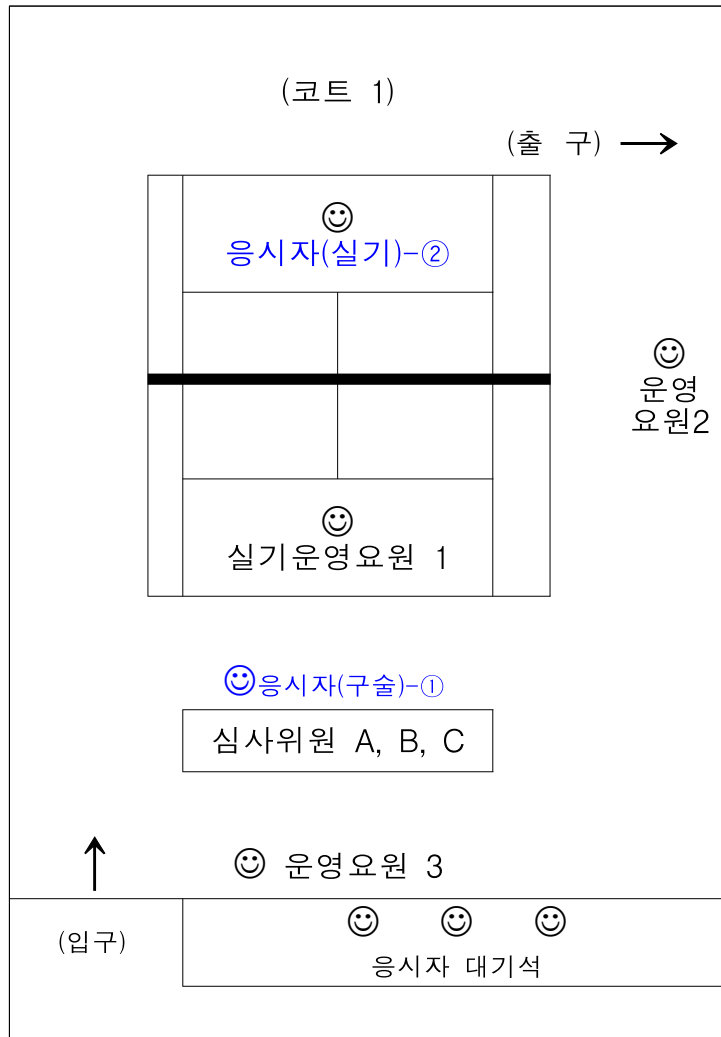 (코트 1)
(출 구)
응시자(실기)-②
운영
요원2
실기운영요원 1
응시자(구술)-①
심사위원 A, B, C
운영요원 3
(입구)
응시자 대기석